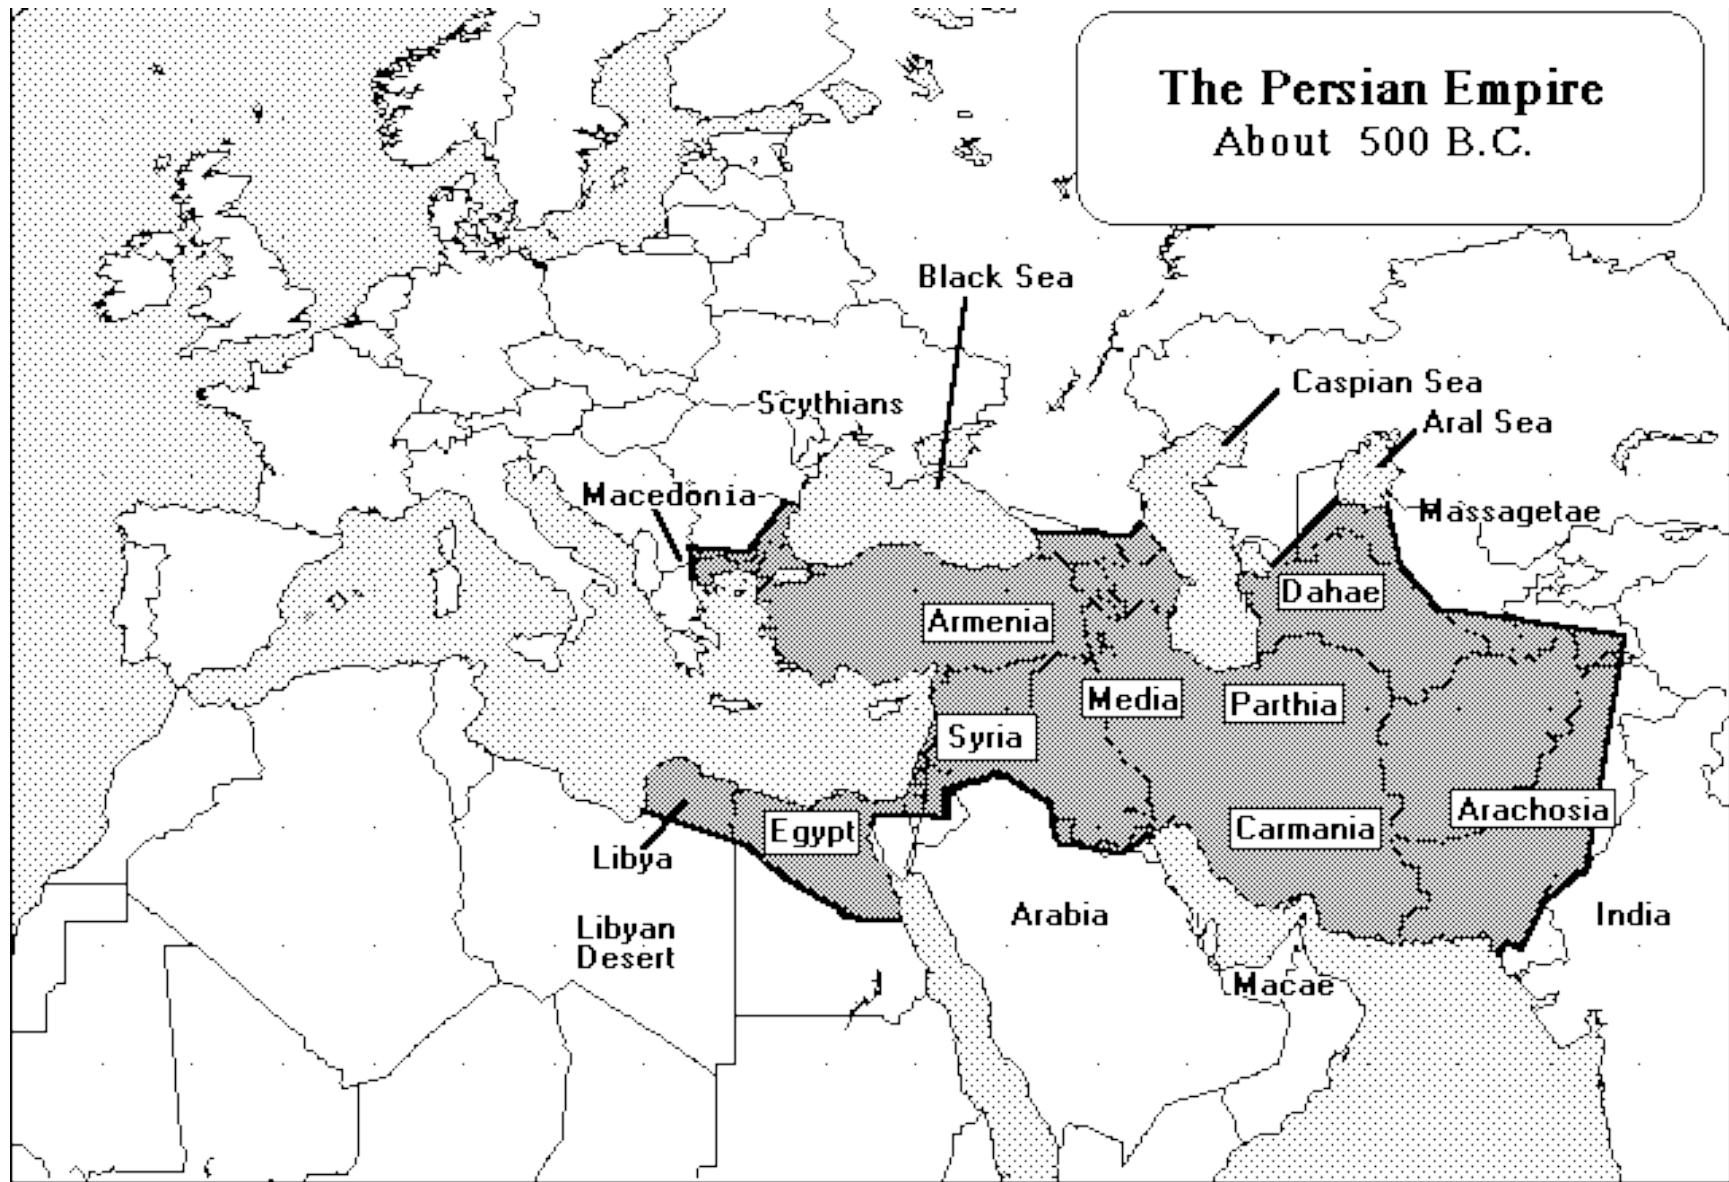 The Persian Empire
About 500 B.C.
Black Sea
Caspian Sea
Scythians
Aral Sea
Macedonia
Massagetae
Dahae
Armenia
Media
Parthia
Syria
Arachosia
Egypt
Carmania
Libya
Arabia
India
Libyan
Desert
Macae